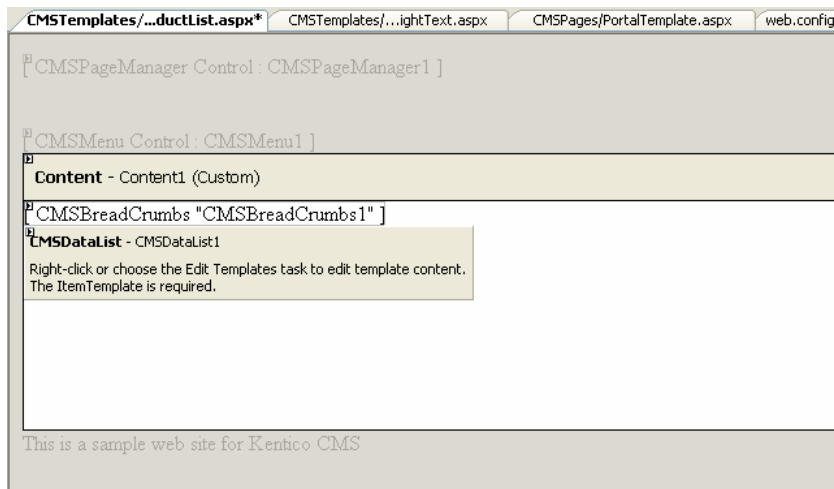 CMSTemplates/...ductList.aspx* CMSTemplates/...ightText.aspx CMSPages/PortalTemplate.aspx web.config
[ CMSPageManager Control : CMSPageManager1 ]
[ CMSMenu Control : CMSMenu1 ]
Content - Content1 (Custom)
[ CMSBreadCrumbs "CMSBreadCrumbs1" ]
CMSDataList - CMSDataList1
Right-click or choose the Edit Templates task to edit template content.
The ItemTemplate is required.
This is a sample web site for Kentico CMS